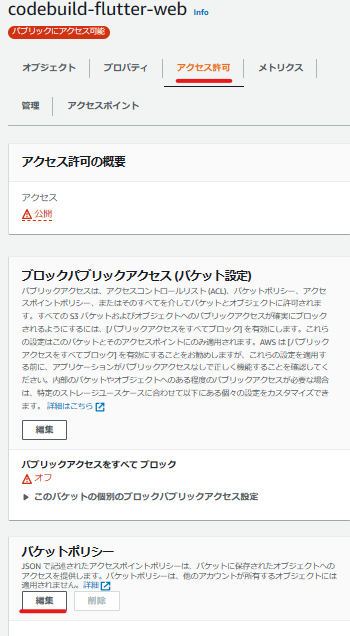 codebuild-flutter-web Info
パブリックにアクセス可能
オブジェクト プロパティ アクセス許可 メトリクス
管理 アクセスポイント
アクセス許可の概要
アクセス
公開
ブロックパブリックアクセス (バケット設定)
パブリックアクセスは、アクセスコントロールリスト (ACL)、バケットポリシー、アクセ
スポイントポリシー、またはそのすべてを介してバケットとオブジェクトに許可されま
す。すべての S3 バケットおよびオブジェクトへのパブリックアクセスが確実にブロック
されるようにするには、[パブリックアクセスをすべてブロック] を有効にします。これら
の設定はこのバケットとそのアクセスポイントにのみ適用されます。AWS は [パブリック
アクセスをすべてブロック] を有効にすることをお勧めしますが、これらの設定を適用す
る前に、アプリケーションがパブリックアクセスなしで正しく機能することを確認してく
ださい。内部のバケットやオブジェクトへのある程度のパブリックアクセスが必要な場合
は、特定のストレージユースケースに合わせて以下にある個々の設定をカスタマイズでき
ます。 詳細はこちら
編集
パブリックアクセスをすべて ブロック
オフ
このバケットの個別のブロックパブリックアクセス設定
バケットポリシー
JSON で記述されたアクセスポイントポリシーは、バケットに保存されたオブジェクトへの
アクセスを提供します。バケットポリシーは、他のアカウントが所有するオブジェクトには
適用されません。詳細
編集 削除